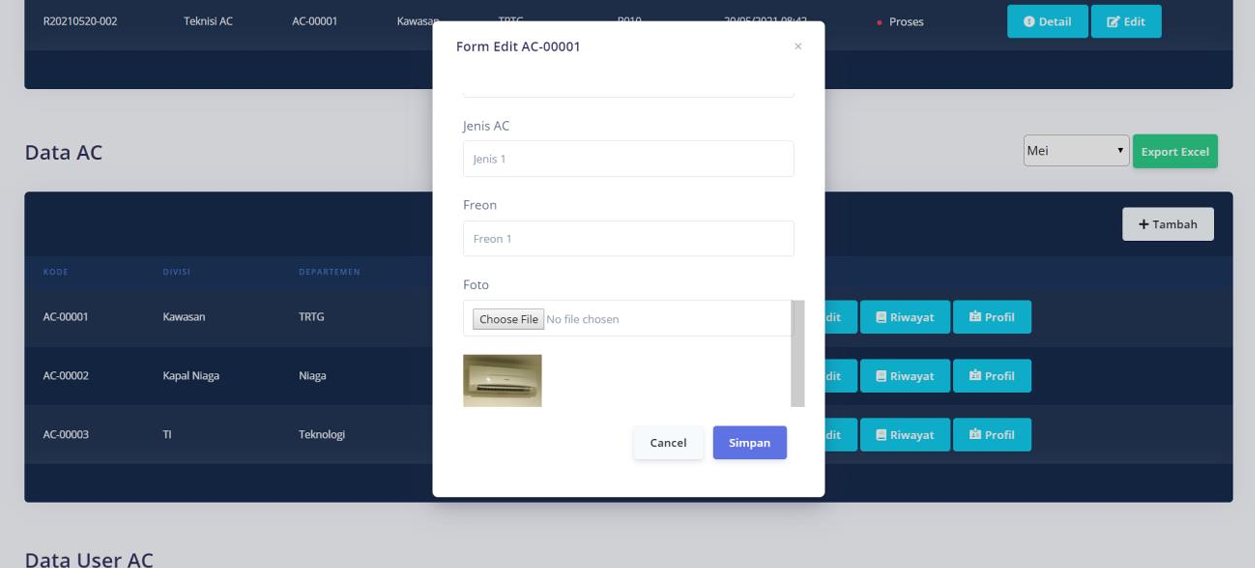 R20210520-002 Teknisi AC AC-00001 Kawasan TRTG P010 20/05/2021 08:42 Proses Detail Edit
Form Edit AC-00001 ×
Jenis AC
Jenis 1
Freon
Freon 1
Foto
Choose File No file chosen
Cancel Simpan
Data AC Mei Export Excel
Tambah
KODE DIVISI DEPARTEMEN
AC-00001 Kawasan TRTG dit Riwayat Profil
AC-00002 Kapal Niaga Niaga dit Riwayat Profil
AC-00003 TI Teknologi dit Riwayat Profil
Data User AC